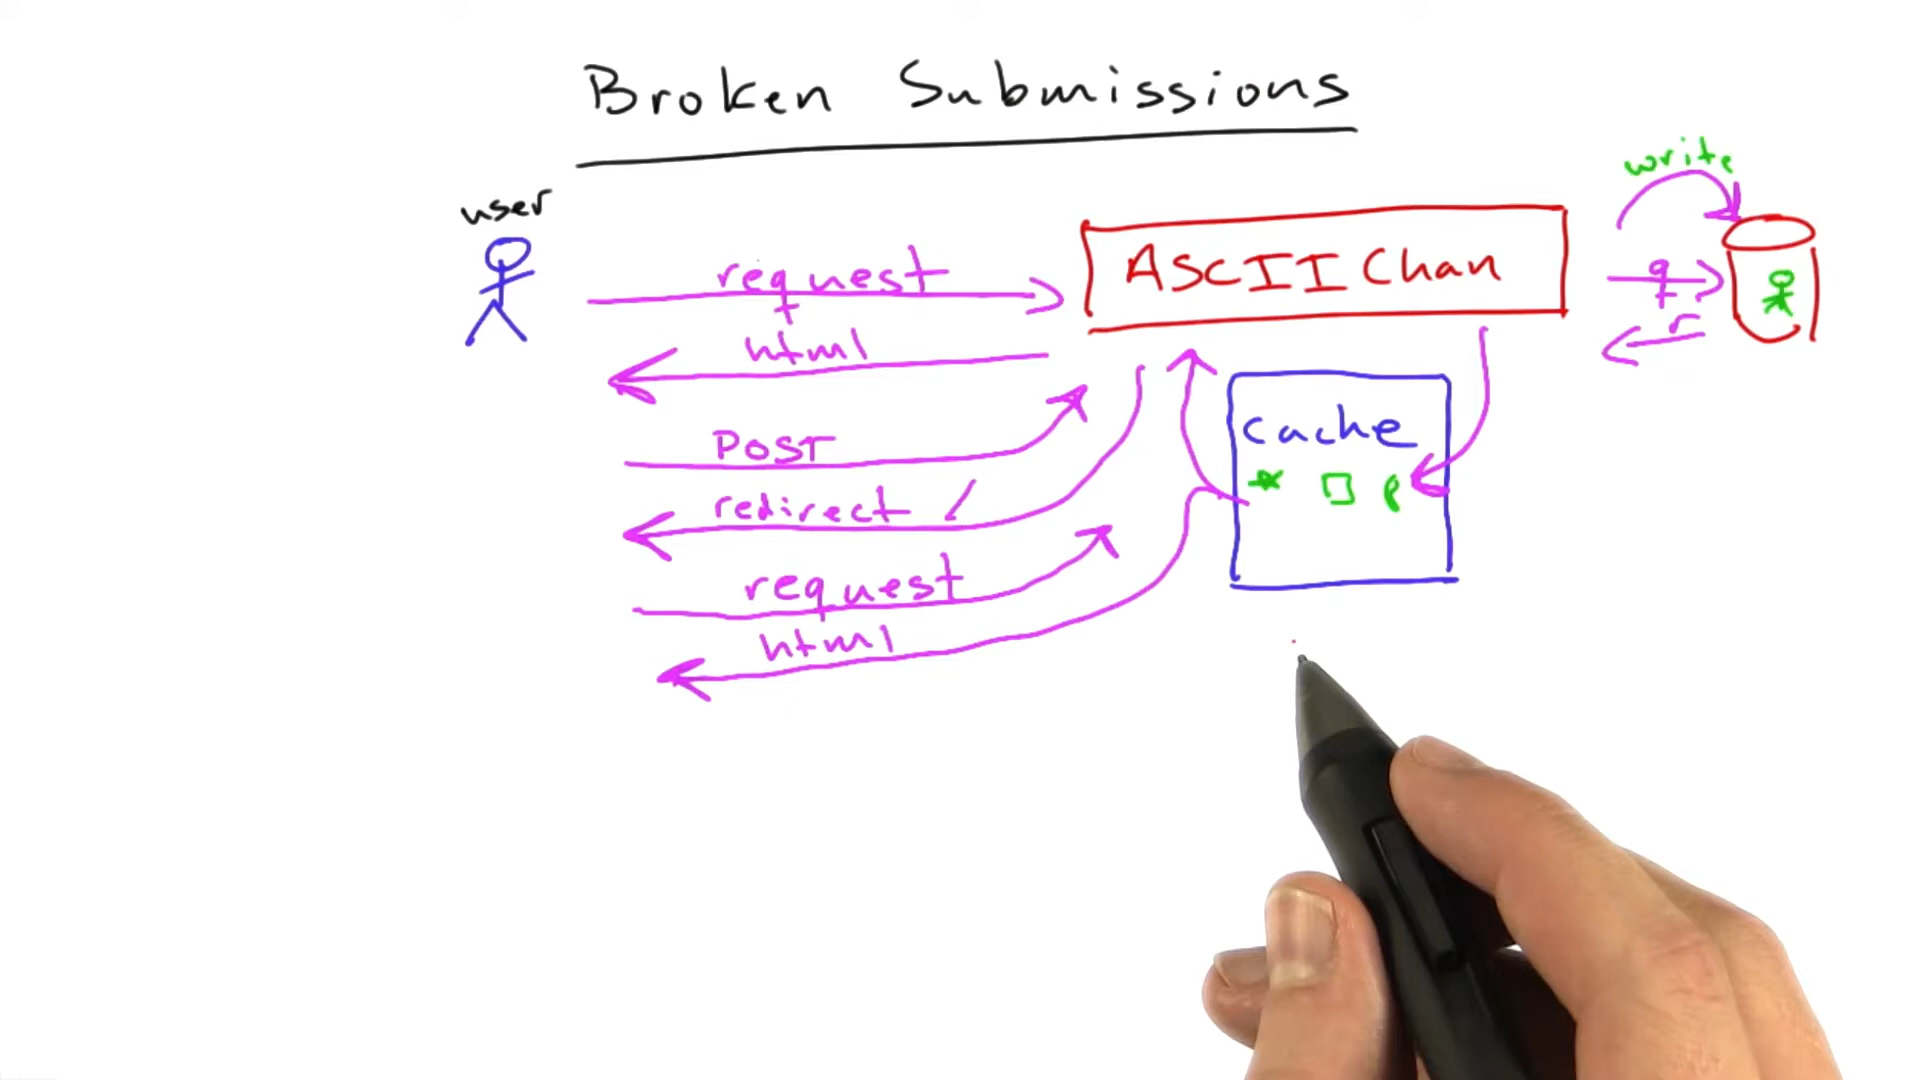 Broken Submissions
user
write
request
ASCII Chan
q
r
html
cache
POST
redirect /
request
html